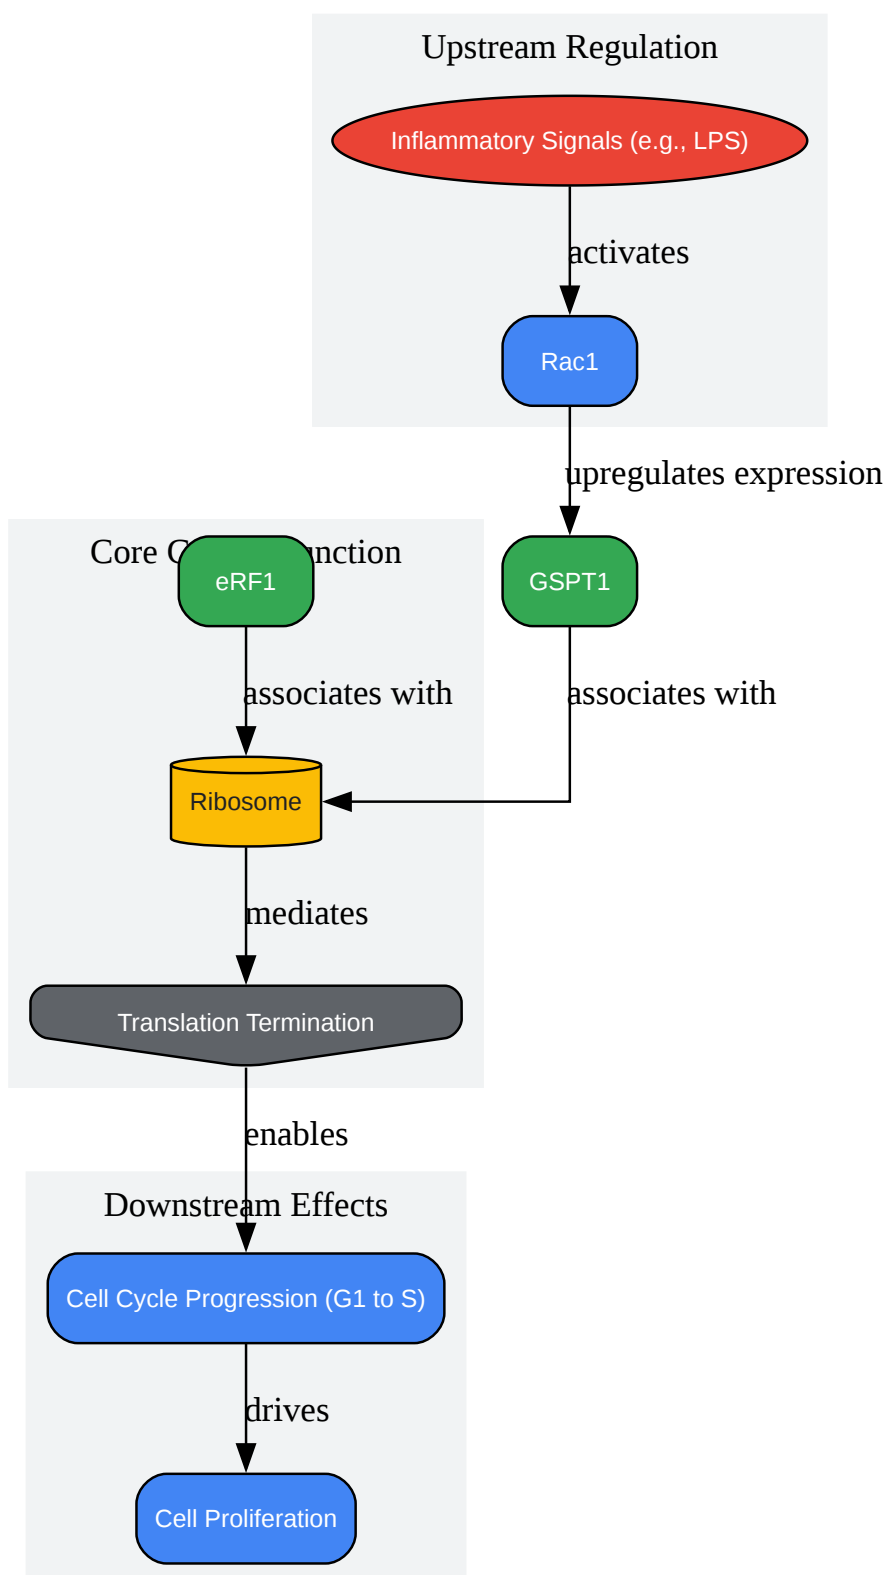 Upstream Regulation
Inflammatory Signals (e.g., LPS)
activates
Rac1
upregulates expression
Core
eRF1
GSPT1
associates with
associates with
Ribosome
mediates
Translation Termination
enables
Downstream Effects
Cell Cycle Progression (G1 to S)
drives
Cell Proliferation